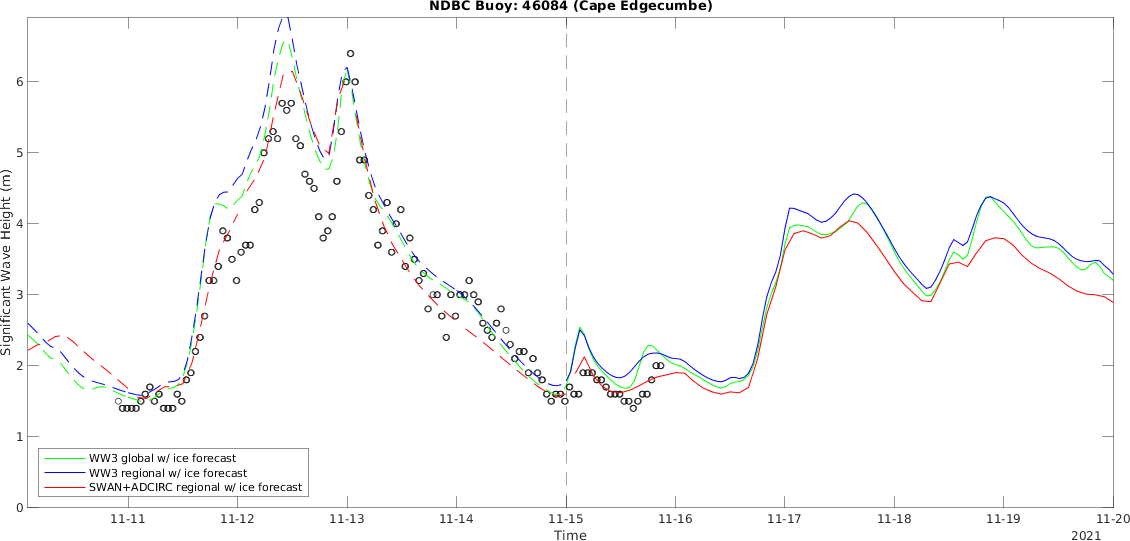 NDBC Buoy: 46084 (Cape Edgecumbe)
Significant Wave Height (m)
6
5
4
3
2
1
0
WW3 global w/ ice forecast
WW3 regional w/ ice forecast
SWAN+ADCIRC regional w/ ice forecast
11-11 11-12 11-13 11-14 11-15 11-16 11-17 11-18 11-19 11-20
Time
2021